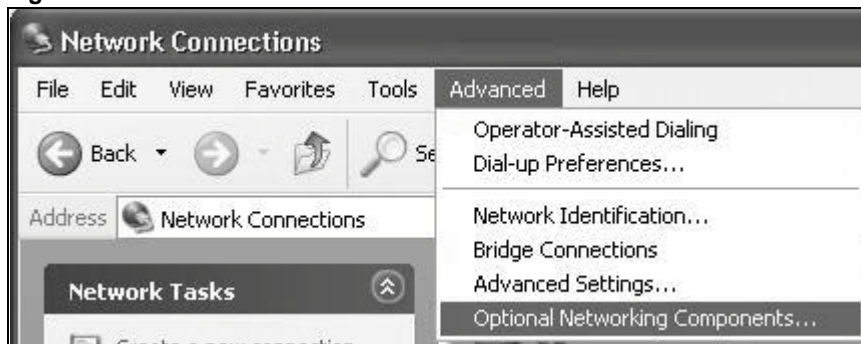 Network Connections
File Edit View Favorites Tools Advanced Help
Operator-Assisted Dialing
Back
Dial-up Preferences...
Address Network Connections
Network Identification...
Bridge Connections
Network Tasks
Advanced Settings...
Optional Networking Components...